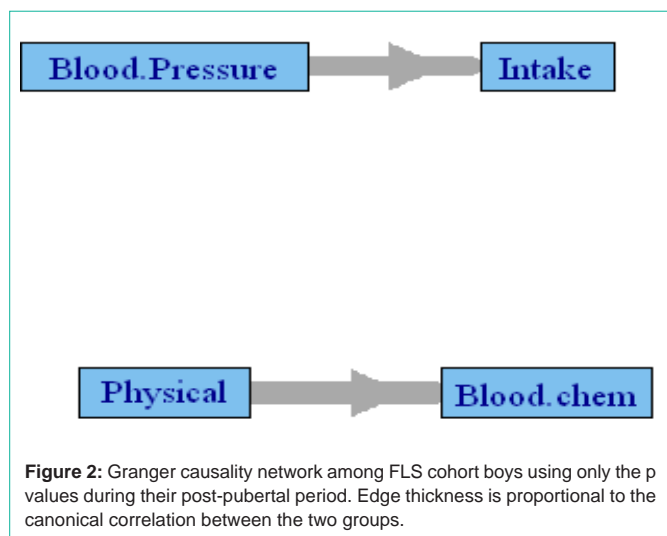 Blood.Pressure Intake
Physical Blood.chem
Figure 2: Granger causality network among FLS cohort boys using only the p
values during their post-pubertal period. Edge thickness is proportional to the
canonical correlation between the two groups.